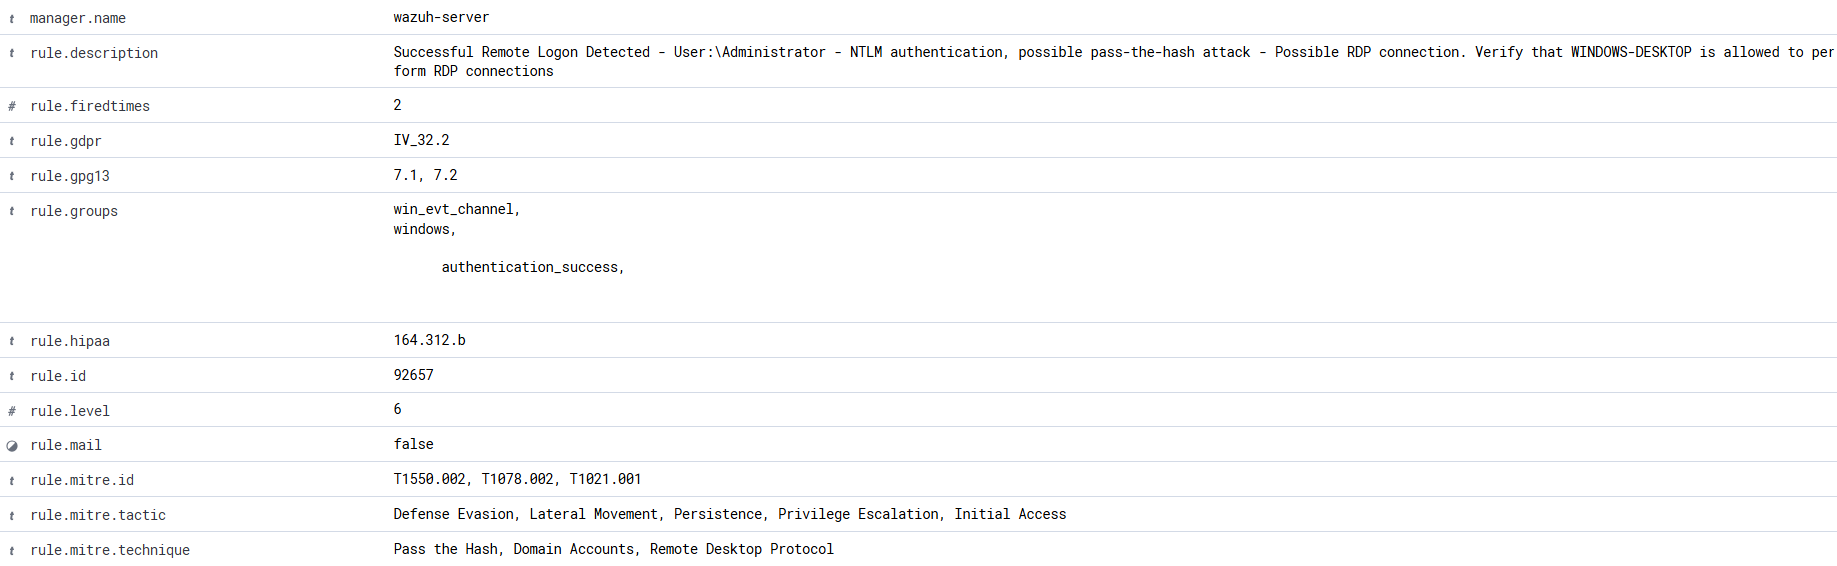 t manager.name wazuh-server
t rule.description Successful Remote Logon Detected - User:\Administrator - NTLM authentication, possible pass-the-hash attack - Possible RDP connection. Verify that WINDOWS-DESKTOP is allowed to per
form RDP connections
# rule.firedtimes 2
t rule.gdpr IV_32.2
t rule.gpg13 7.1, 7.2
t rule.groups win_evt_channel,
windows,
authentication_success,
t rule.hipaa 164.312.b
t rule.id 92657
# rule.level 6
rule.mail false
t rule.mitre.id T1550.002, T1078.002, T1021.001
t rule.mitre.tactic Defense Evasion, Lateral Movement, Persistence, Privilege Escalation, Initial Access
t rule.mitre.technique Pass the Hash, Domain Accounts, Remote Desktop Protocol